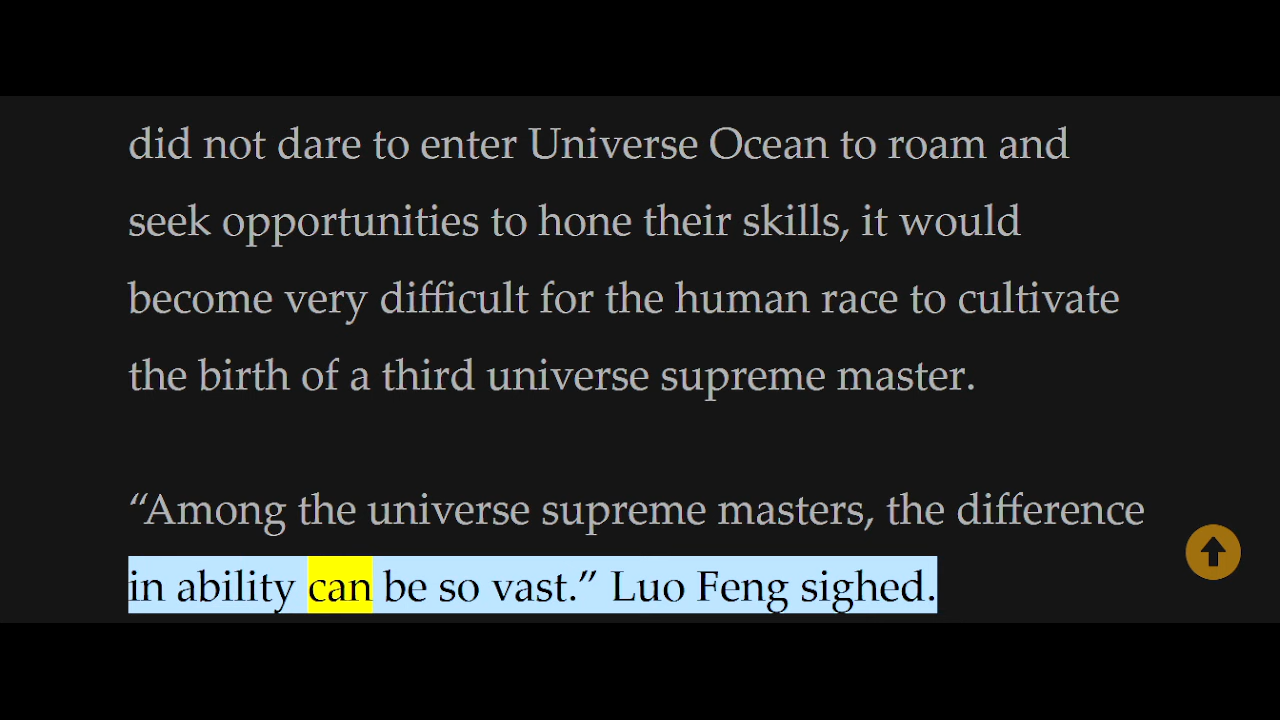 did not dare to enter Universe Ocean to roam and
seek opportunities to hone their skills, it would
become very difficult for the human race to cultivate
the birth of a third universe supreme master.
“Among the universe supreme masters, the difference
in ability can be so vast.” Luo Feng sighed.